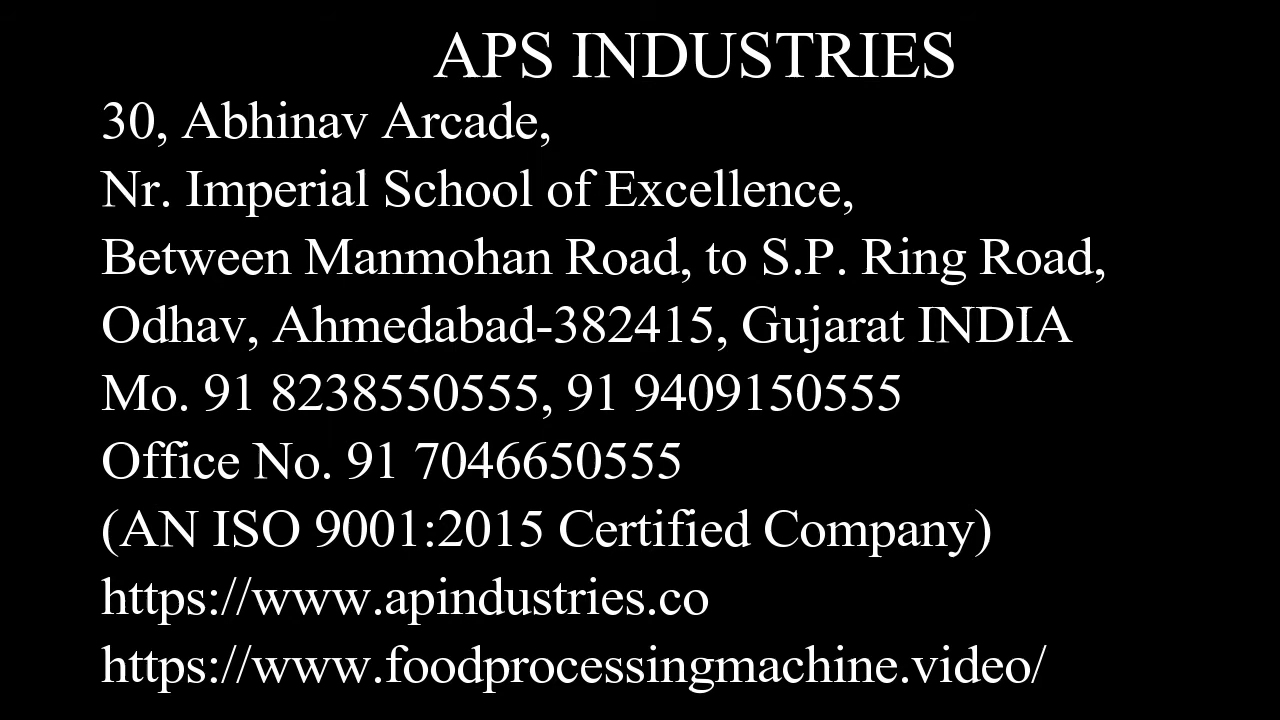 APS INDUSTRIES
30, Abhinav Arcade,
Nr. Imperial School of Excellence,
Between Manmohan Road, to S.P. Ring Road,
Odhav, Ahmedabad-382415, Gujarat INDIA
Mo. 91 8238550555, 91 9409150555
Office No. 91 7046650555
(AN ISO 9001:2015 Certified Company)
https://www.apindustries.co
https://www.foodprocessingmachine.video/